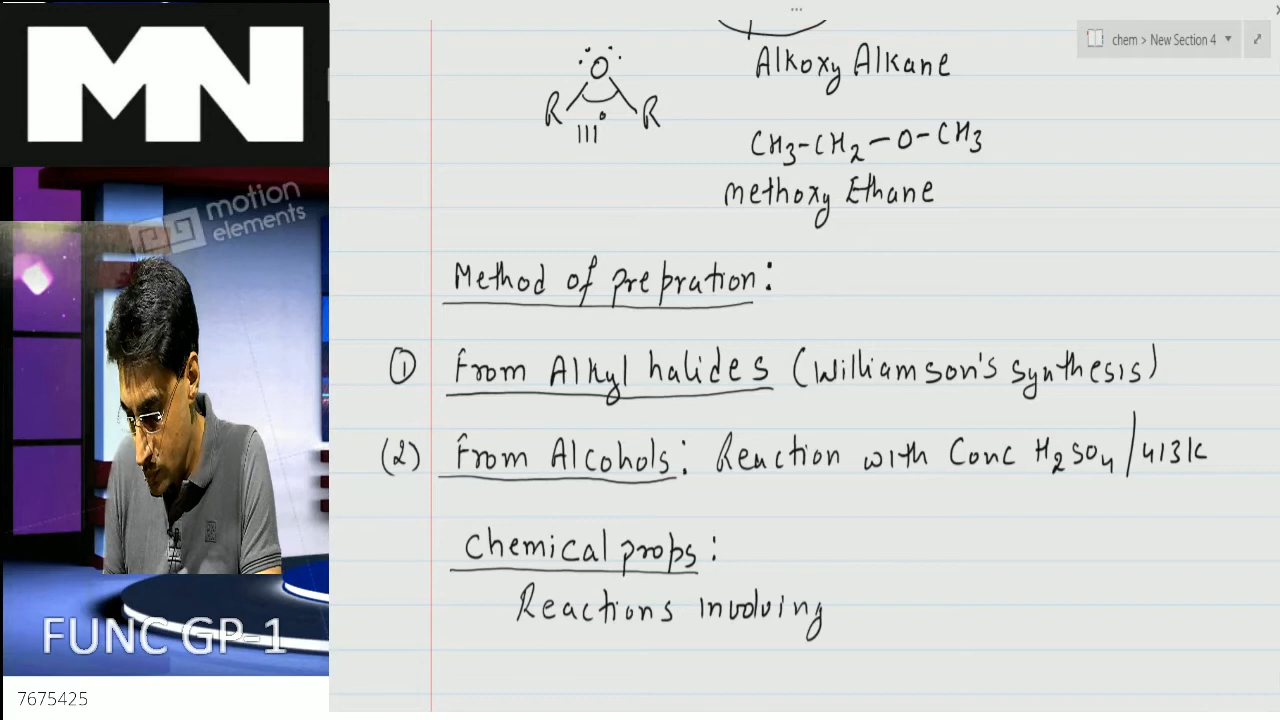 MN
motion
elements
FUNC GP-1
7675425
chem > New Section 4
O
R R
111°
Alkoxy Alkane
CH3-CH2-O-CH3
methoxy Ethane
Method of prepration:
① From Alkyl halides (Williamson's synthesis)
(2) From Alcohols: Reaction with Conc H2SO4/413K
Chemical props:
Reactions involving